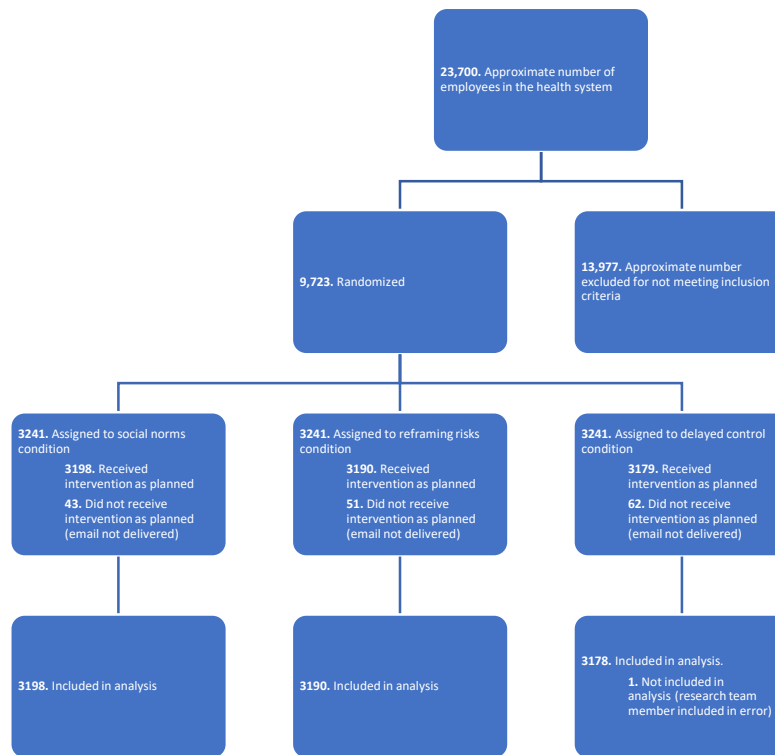 23,700. Approximate number of
employees in the health system
9,723. Randomized
13,977. Approximate number
excluded for not meeting inclusion
criteria
3241. Assigned to social norms
condition
3198. Received
intervention as planned
43. Did not receive
intervention as planned
(email not delivered)
3241. Assigned to reframing risks
condition
3190. Received
intervention as planned
51. Did not receive
intervention as planned
(email not delivered)
3241. Assigned to delayed control
condition
3179. Received
intervention as planned
62. Did not receive
intervention as planned
(email not delivered)
3198. Included in analysis
3190. Included in analysis
3178. Included in analysis.
1. Not included in
analysis (research team
member included in error)